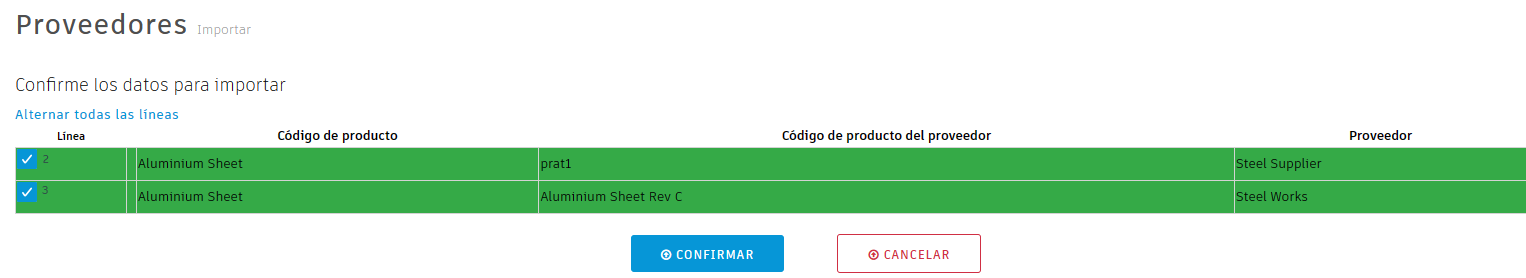 Proveedores Importar
Confirme los datos para importar
Alternar todas las líneas
Línea Código de producto Código de producto del proveedor Proveedor
2 Aluminium Sheet prat1 Steel Supplier
3 Aluminium Sheet Aluminium Sheet Rev C Steel Works
CONFIRMAR CANCELAR